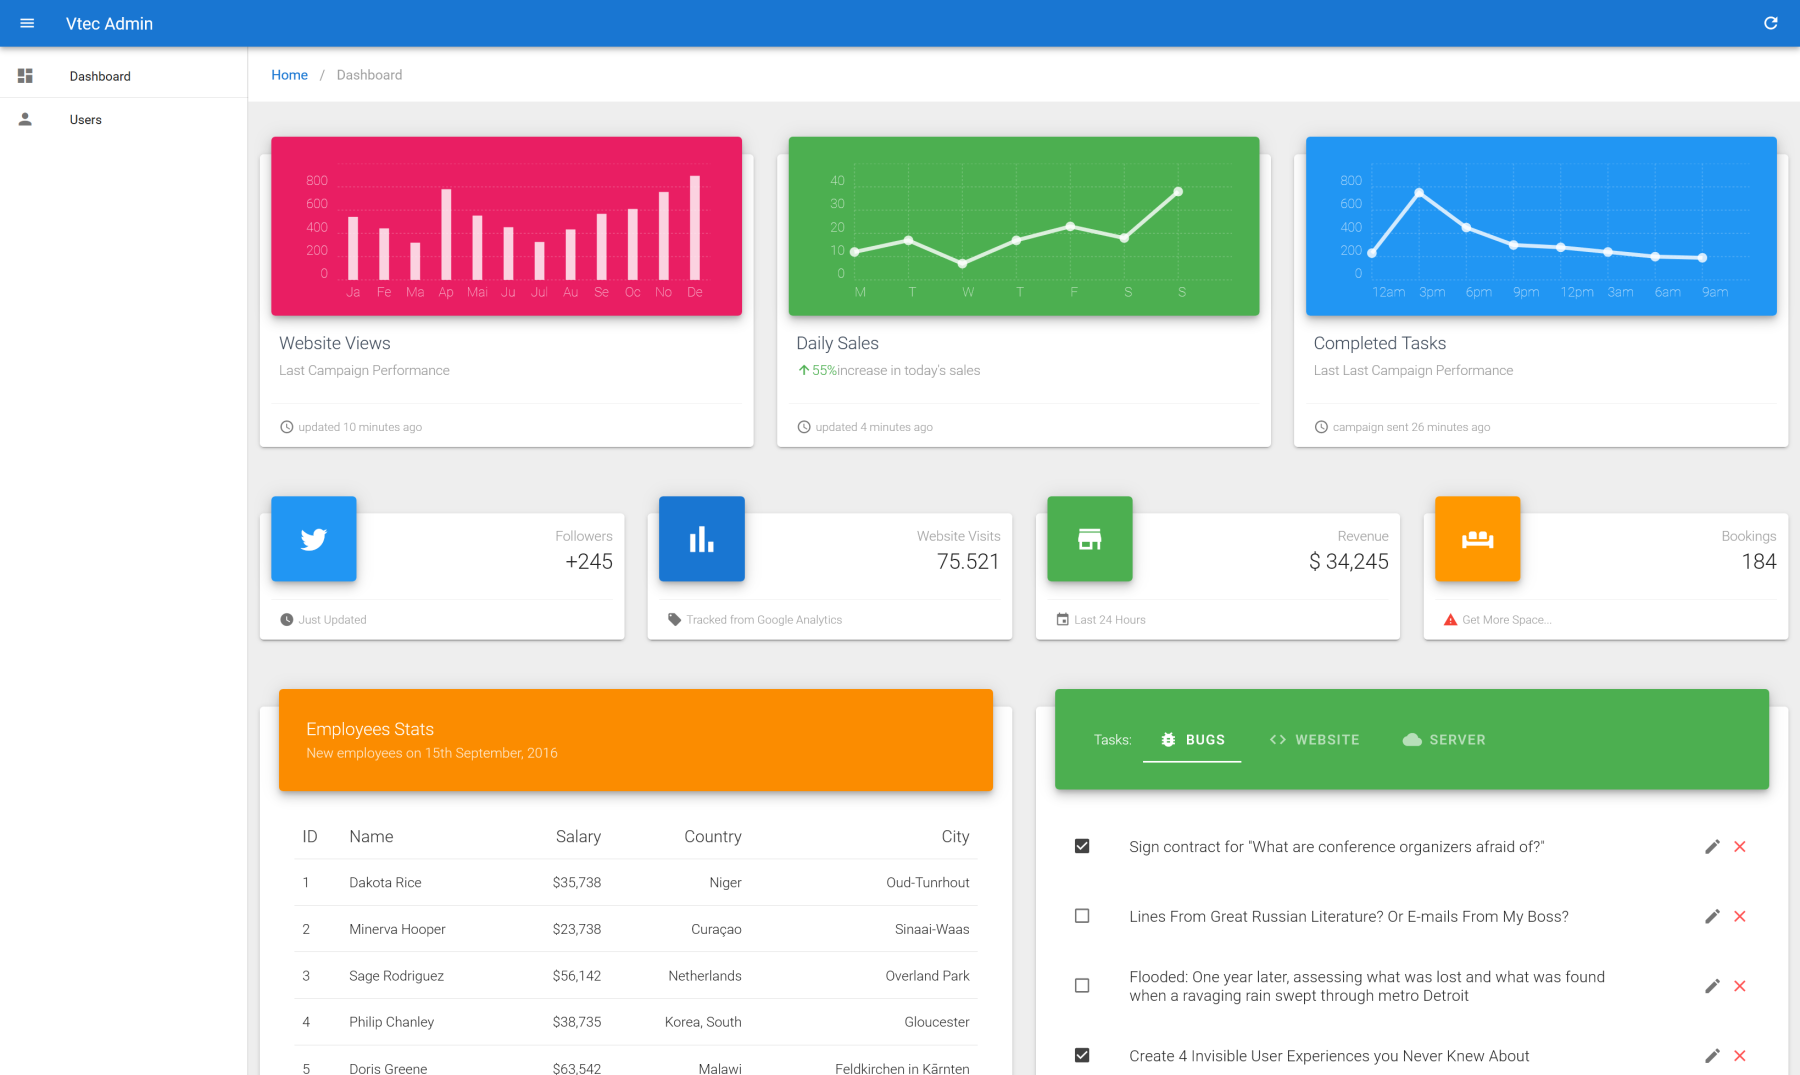 Vtec Admin
Dashboard
Users
Home / Dashboard
800
600
400
200
0
Ja Fe Ma Ap Mai Ju Jul Au Se Oc No De
Website Views
Last Campaign Performance
updated 10 minutes ago
40
30
20
10
0
M T W T F S S
Daily Sales
55%increase in today's sales
updated 4 minutes ago
800
600
400
200
0
12am 3pm 6pm 9pm 12pm 3am 6am 9am
Completed Tasks
Last Last Campaign Performance
campaign sent 26 minutes ago
Followers
+245
Just Updated
Website Visits
75.521
Tracked from Google Analytics
Revenue
$ 34,245
Last 24 Hours
Bookings
184
Get More Space...
Employees Stats
New employees on 15th September, 2016
ID Name Salary Country City
1 Dakota Rice $35,738 Niger Oud-Tunrhout
2 Minerva Hooper $23,738 Curaçao Sinaai-Waas
3 Sage Rodriguez $56,142 Netherlands Overland Park
4 Philip Chanley $38,735 Korea, South Gloucester
5 Doris Greene $63,542 Malawi Feldkirchen in Kärnten
Tasks: BUGS WEBSITE SERVER
Sign contract for "What are conference organizers afraid of?"
Lines From Great Russian Literature? Or E-mails From My Boss?
Flooded: One year later, assessing what was lost and what was found
when a ravaging rain swept through metro Detroit
Create 4 Invisible User Experiences you Never Knew About